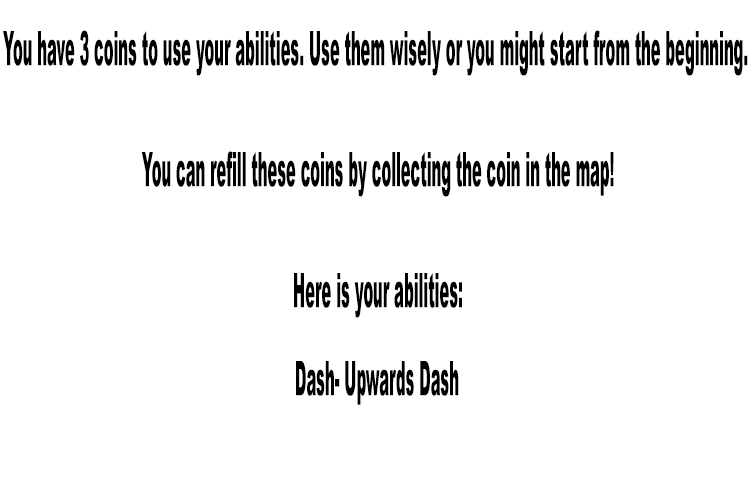 You have 3 coins to use your abilities. Use them wisely or you might start from the beginning.
You can refill these coins by collecting the coin in the map!
Here is your abilities:
Dash- Upwards Dash